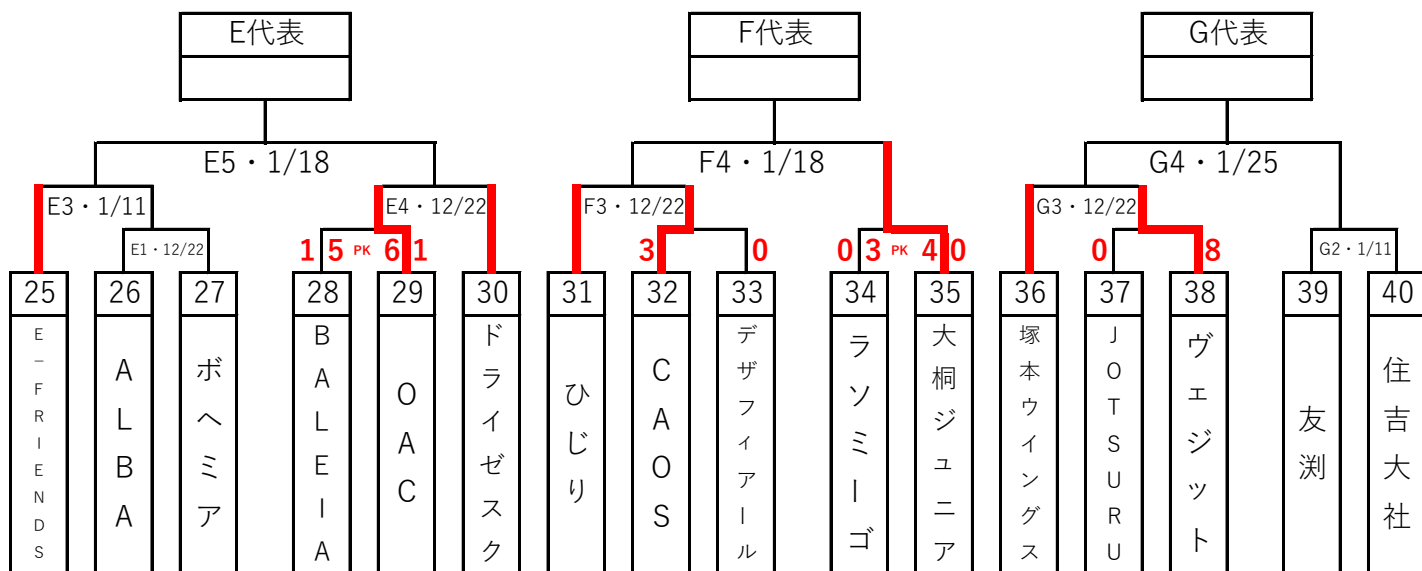 E代表
F代表
G代表
E5・1/18
F4・1/18
G4・1/25
E3・1/11
E4・12/22
F3・12/22
G3・12/22
E1・12/22
1 5 PK 6 1
3 0
0 3 PK 4 0
0 8
G2・1/11
25 26 27 28 29 30 31 32 33 34 35 36 37 38 39 40
E-FRIENDS
ALBA
ボヘミア
BALEIA
OAC
ドライゼスク
ひじり
CAOS
デザフィアール
ラソミーゴ
大桐ジュニア
塚本ウイングス
JOTSURU
ヴェジット
友渕
住吉大社